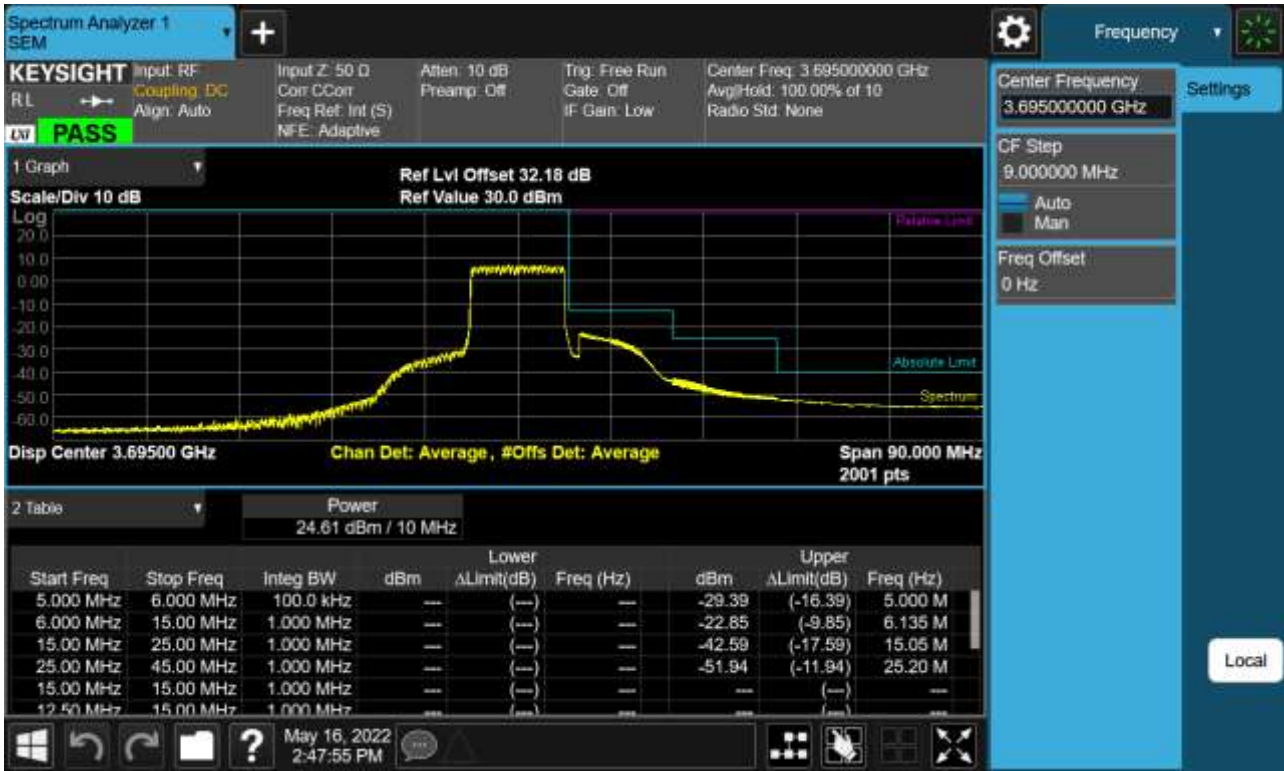 Spectrum Analyzer 1
SEM
+
Frequency
KEYSIGHT
RL
LXI PASS
Input: RF
Coupling: DC
Align: Auto
Input Z: 50 Ω
Corr CCorr
Freq Ref: Int (S)
NFE: Adaptive
Atten: 10 dB
Preamp: Off
Trig: Free Run
Gate: Off
IF Gain: Low
Center Freq: 3.695000000 GHz
Avg|Hold: 100.00% of 10
Radio Std: None
Center Frequency
3.695000000 GHz
Settings
CF Step
9.000000 MHz
Auto
Man
Freq Offset
0 Hz
1 Graph
Scale/Div 10 dB
Ref Lvl Offset 32.18 dB
Ref Value 30.0 dBm
Log
20.0
10.0
0.00
-10.0
-20.0
-30.0
-40.0
-50.0
-60.0
Relative Limit
Absolute Limit
Spectrum
Disp Center 3.69500 GHz
Chan Det: Average, #Offs Det: Average
Span 90.000 MHz
2001 pts
2 Table
Power
24.61 dBm / 10 MHz
Lower Upper
Start Freq Stop Freq Integ BW dBm ΔLimit(dB) Freq (Hz) dBm ΔLimit(dB) Freq (Hz)
5.000 MHz 6.000 MHz 100.0 kHz --- (---) --- -29.39 (-16.39) 5.000 M
6.000 MHz 15.00 MHz 1.000 MHz --- (---) --- -22.85 (-9.85) 6.135 M
15.00 MHz 25.00 MHz 1.000 MHz --- (---) --- -42.59 (-17.59) 15.05 M
25.00 MHz 45.00 MHz 1.000 MHz --- (---) --- -51.94 (-11.94) 25.20 M
15.00 MHz 15.00 MHz 1.000 MHz --- (---) --- --- (---) ---
12.50 MHz 15.00 MHz 1.000 MHz --- (---) --- --- (---) ---
Local
?
May 16, 2022
2:47:55 PM